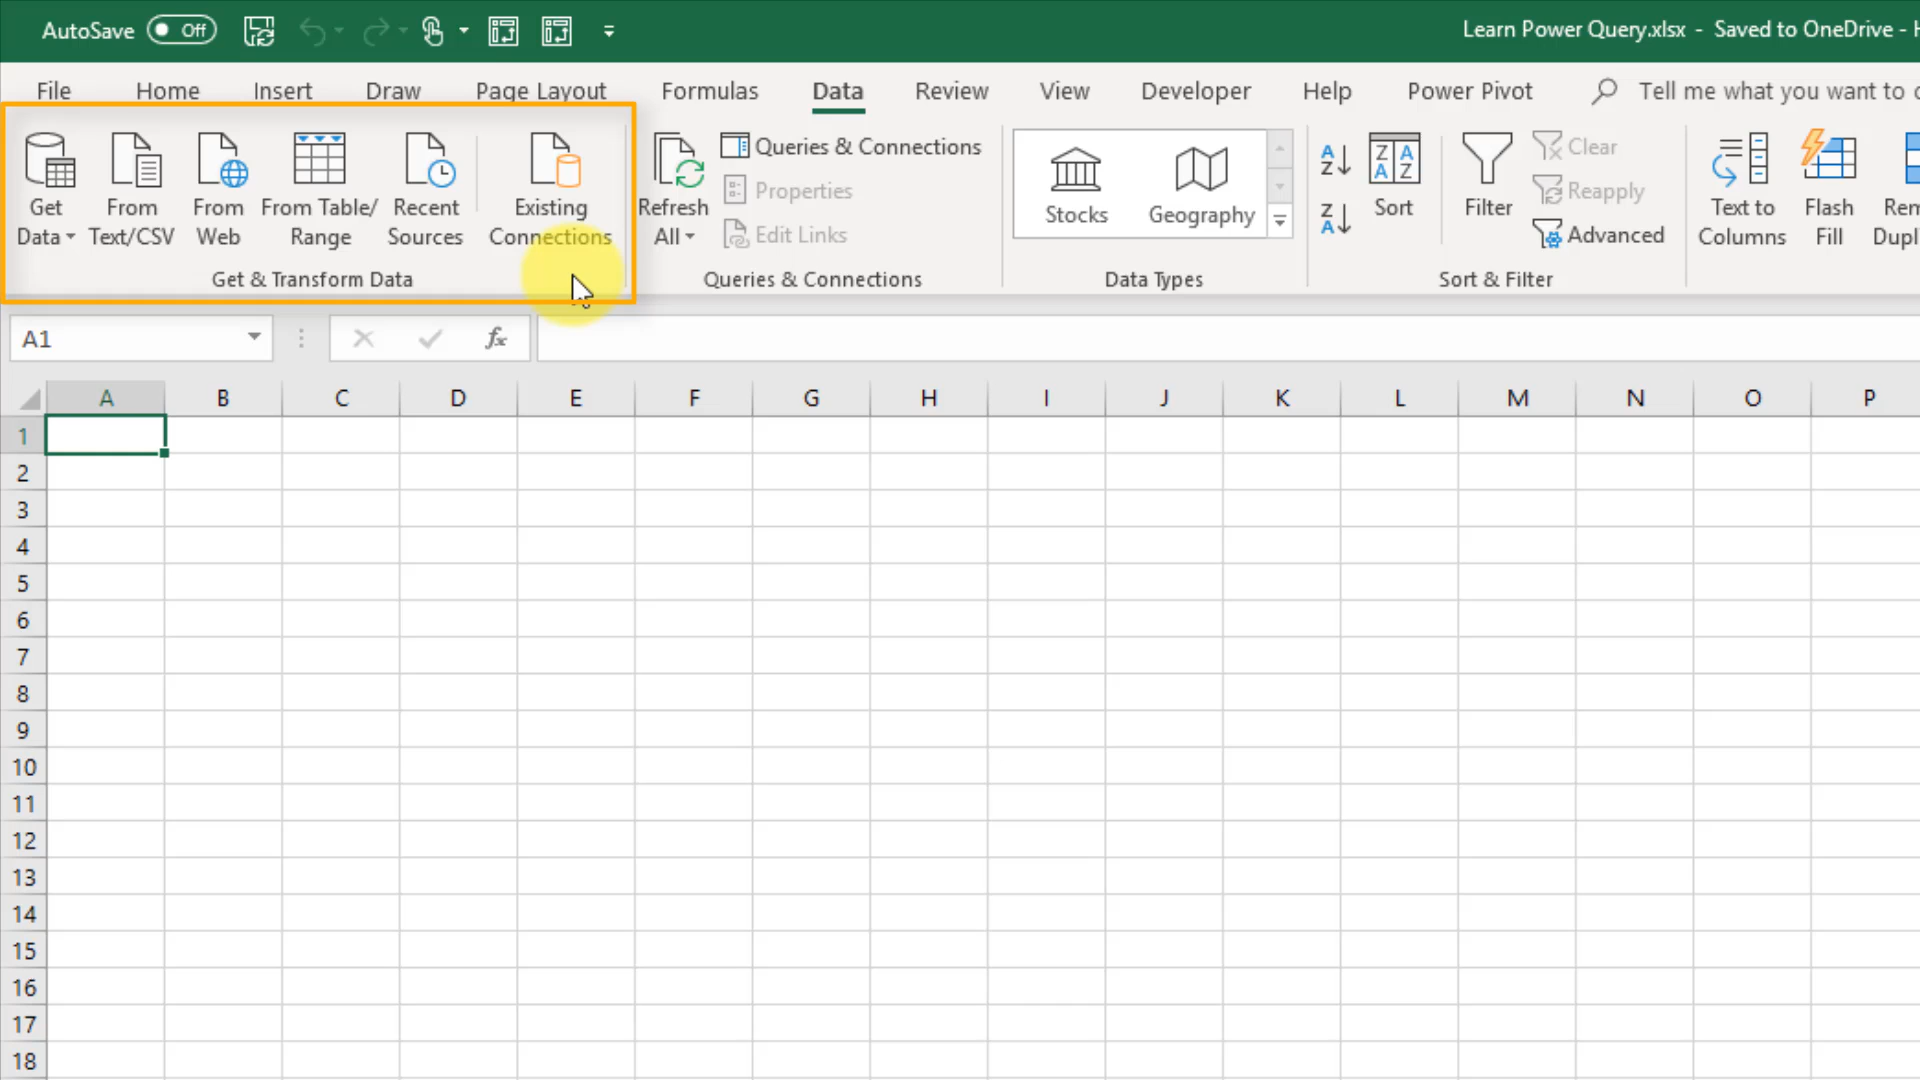 AutoSave Off
Learn Power Query.xlsx - Saved to OneDrive -
File Home Insert Draw Page Layout Formulas Data Review View Developer Help Power Pivot Tell me what you want to
Get Data
From Text/CSV
From Web
From Table/ Range
Recent Sources
Existing Connections
Get & Transform Data
Refresh All
Queries & Connections
Properties
Edit Links
Queries & Connections
Stocks
Geography
Data Types
A Z
Z A
Z A A Z
Sort
Filter
Clear
Reapply
Advanced
Sort & Filter
Text to Columns
Flash Fill
A1
fx
A B C D E F G H I J K L M N O P
1
2
3
4
5
6
7
8
9
10
11
12
13
14
15
16
17
18